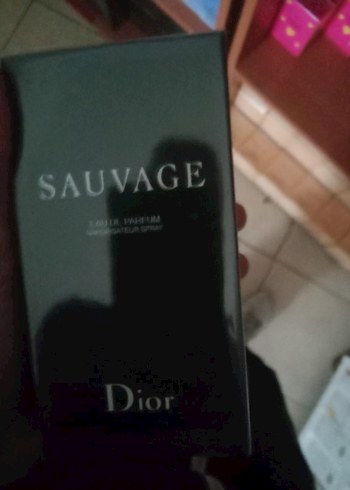 SAUVAGE
EAU DE PARFUM
VAPORISATEUR SPRAY
Dior